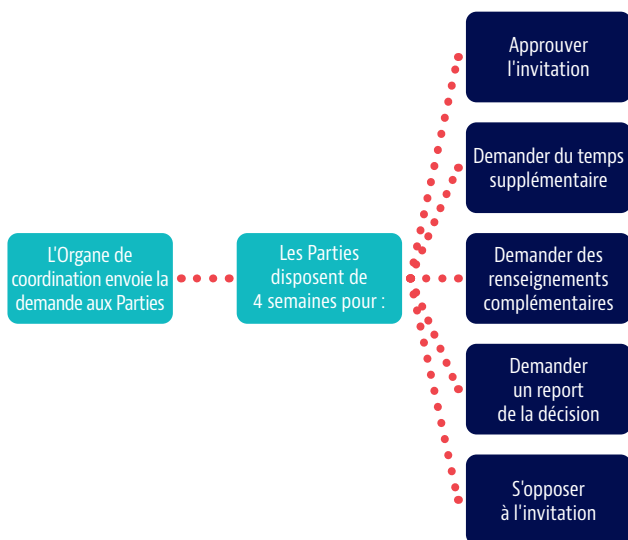 L'Organe de
coordination envoie la
demande aux Parties
Les Parties
disposent de
4 semaines pour :
Approuver
l'invitation
Demander du temps
supplémentaire
Demander des
renseignements
complémentaires
Demander
un report
de la décision
S'opposer
à l'invitation